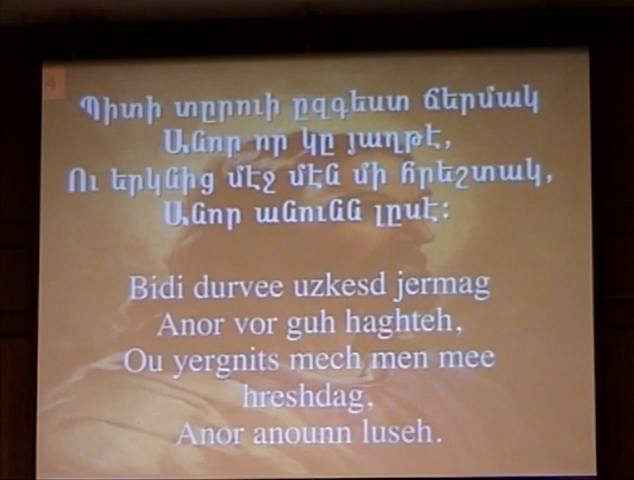 4
Պիտի տըրուի ըզգեստ ճերմակ
Անոր որ կը յաղթէ,
Ու երկնից մէջ մէն մի հրեշտակ,
Անոր անունն լըսէ։
Bidi durvee uzkesd jermag
Anor vor guh haghteh,
Ou yergnits mech men mee
hreshdag,
Anor anounn luseh.